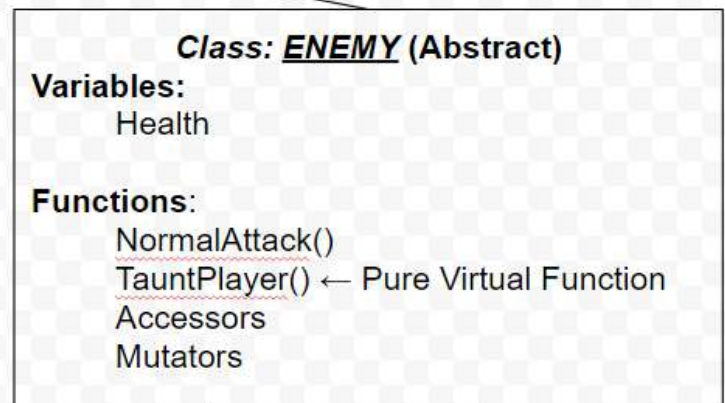 Class: ENEMY (Abstract)
Variables:
Health
Functions:
NormalAttack()
TauntPlayer() ← Pure Virtual Function
Accessors
Mutators